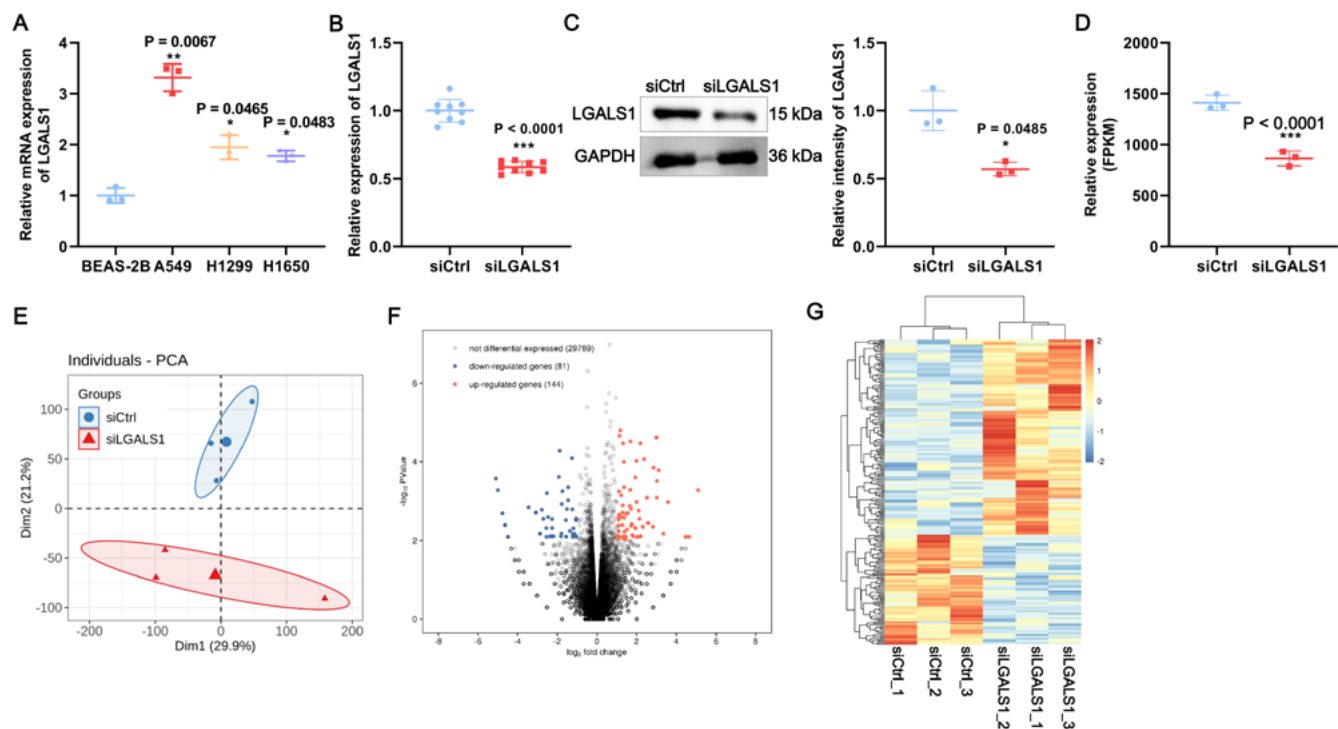 A
Relative mRNA expression
of LGALS1
4
3
2
1
0
P = 0.0067
**
P = 0.0465
*
P = 0.0483
*
BEAS-2B A549 H1299 H1650
B
Relative expression of LGALS1
1.5
1.0
0.5
0.0
P < 0.0001
***
siCtrl siLGALS1
C
siCtrl siLGALS1
LGALS1 15 kDa
GAPDH 36 kDa
Relative intensity of LGALS1
1.5
1.0
0.5
0.0
P = 0.0485
*
siCtrl siLGALS1
D
Relative expression
(FPKM)
2000
1500
1000
500
0
P < 0.0001
***
siCtrl siLGALS1
E
Individuals - PCA
Groups
siCtrl
siLGALS1
Dim2 (21.2%)
100
50
0
-50
-100
-200 -100 0 100 200
Dim1 (29.9%)
F
not differential expressed (29789)
down-regulated genes (81)
up-regulated genes (144)
-log₁₀ PValue
6
4
2
0
-8 -6 -4 -2 0 2 4 6 8
log₂ fold change
G
2
1
0
-1
-2
siCtrl_1
siCtrl_2
siCtrl_3
siLGALS1_2
siLGALS1_1
siLGALS1_3